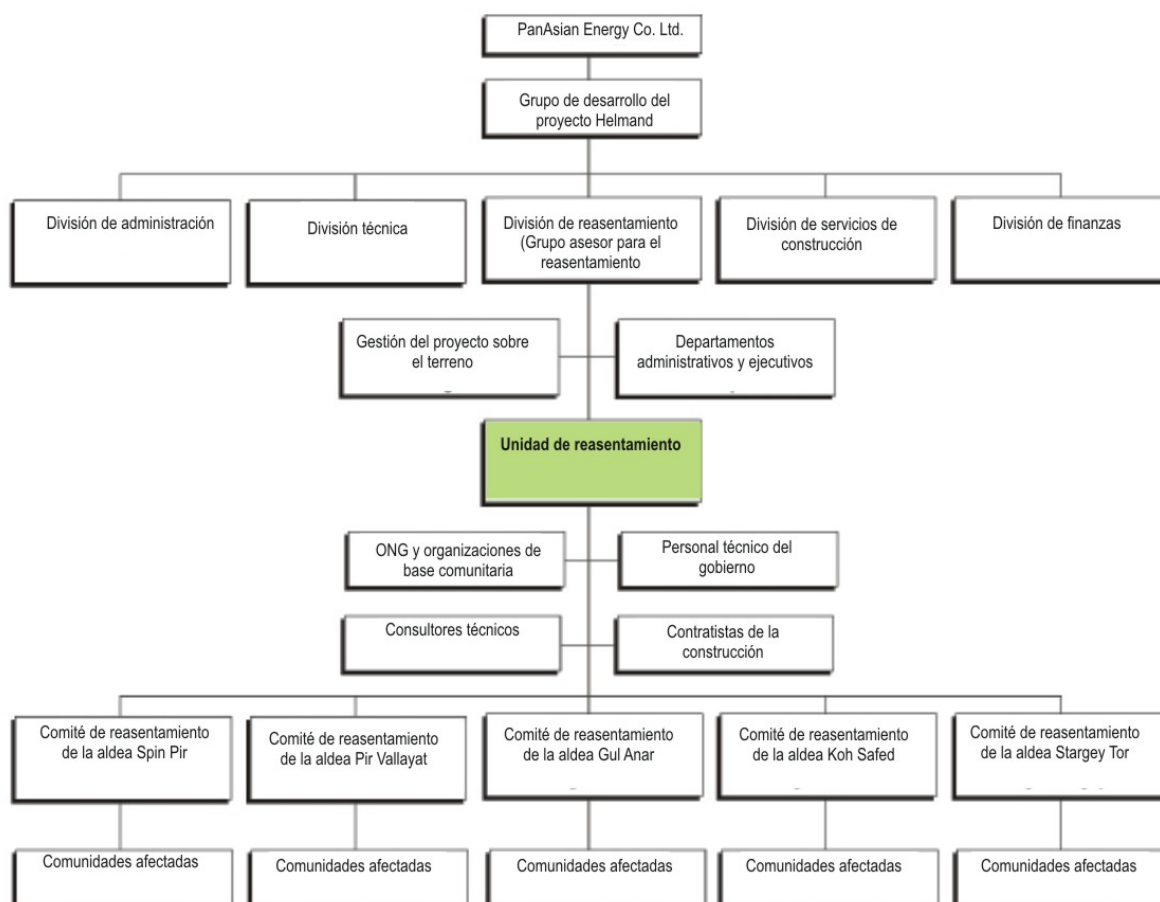 PanAsian Energy Co. Ltd.
Grupo de desarrollo del
proyecto Helmand
División de administración
División técnica
División de reasentamiento
(Grupo asesor para el
reasentamiento
División de servicios de
construcción
División de finanzas
Gestión del proyecto sobre
el terreno
Departamentos
administrativos y ejecutivos
Unidad de reasentamiento
ONG y organizaciones de
base comunitaria
Personal técnico del
gobierno
Consultores técnicos
Contratistas de la
construcción
Comité de reasentamiento
de la aldea Spin Pir
Comité de reasentamiento
de la aldea Pir Vallayat
Comité de reasentamiento
de la aldea Gul Anar
Comité de reasentamiento
de la aldea Koh Safed
Comité de reasentamiento
de la aldea Stargey Tor
Comunidades afectadas
Comunidades afectadas
Comunidades afectadas
Comunidades afectadas
Comunidades afectadas